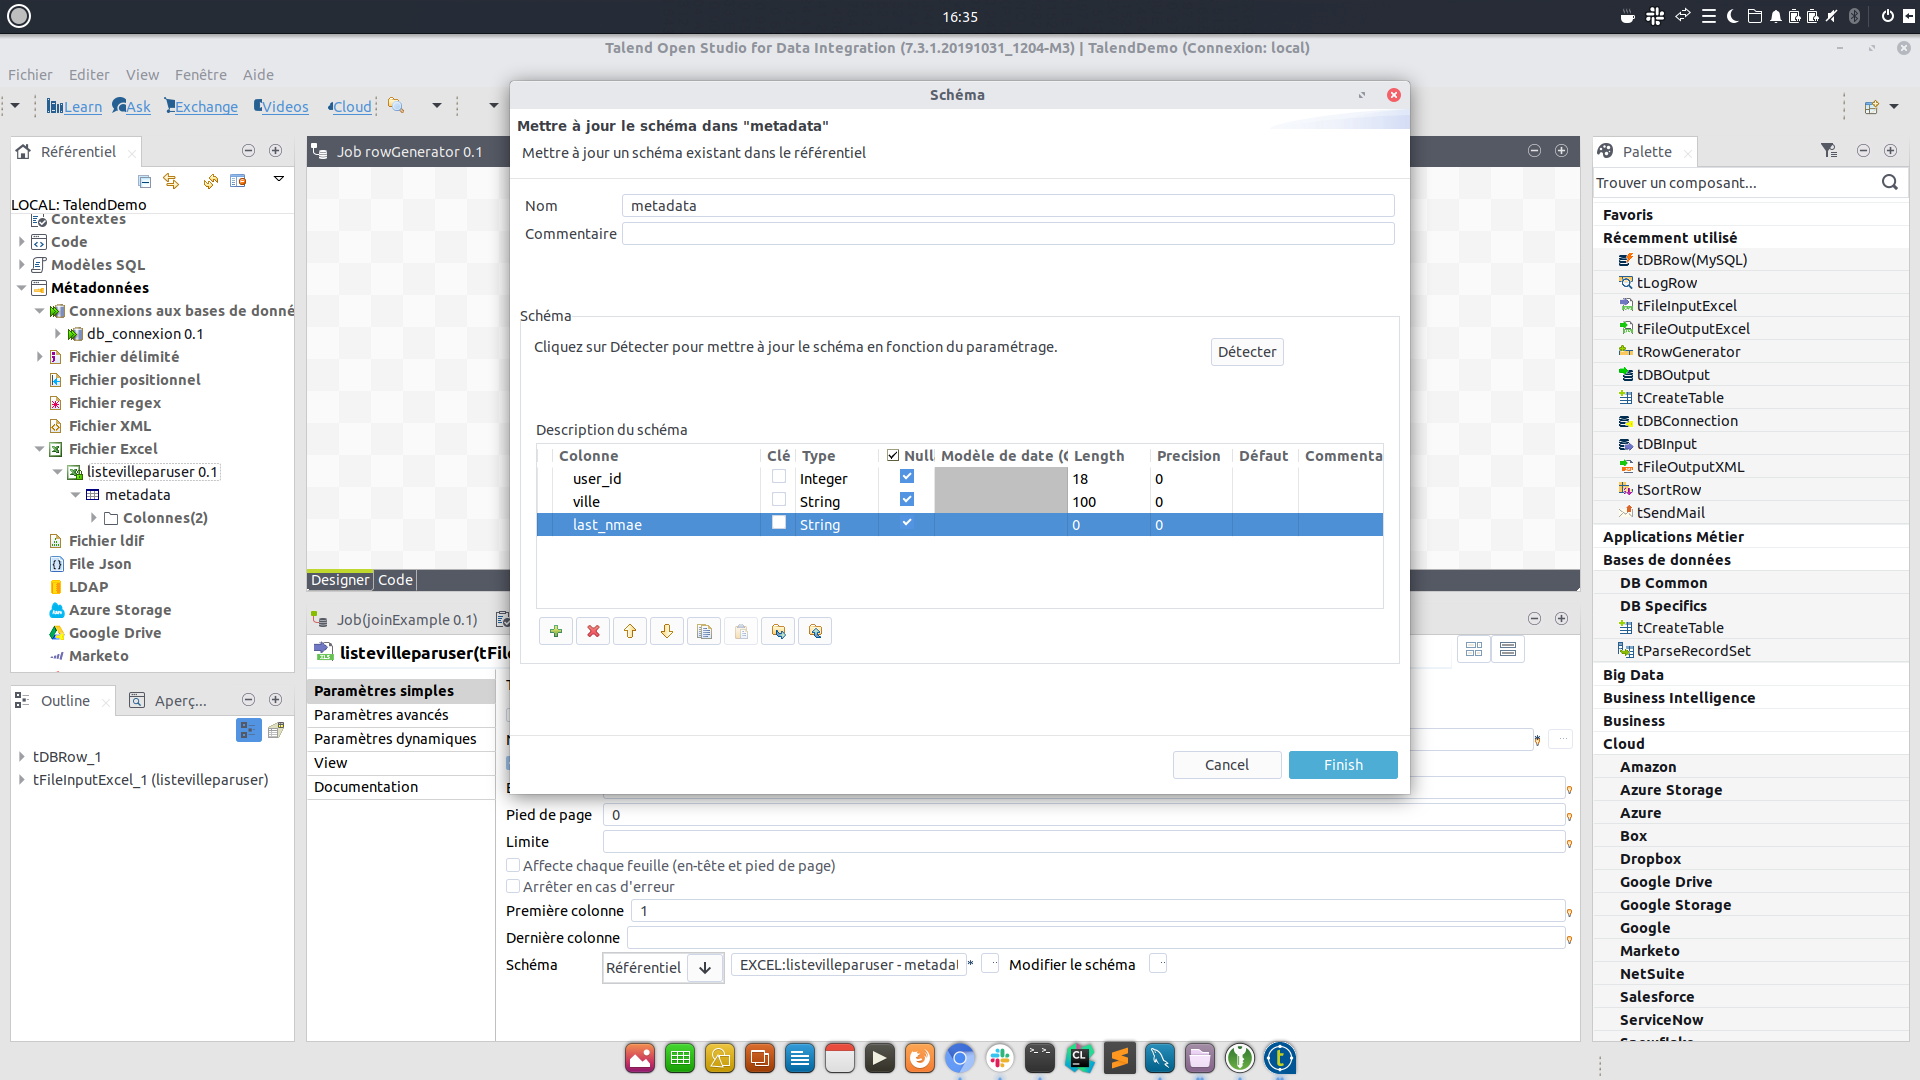 16:35
Talend Open Studio for Data Integration (7.3.1.20191031_1204-M3) | TalendDemo (Connexion: local)
Fichier Editer View Fenêtre Aide
Learn Ask Exchange Videos Cloud
Référentiel
LOCAL: TalendDemo
Contextes
Code
Modèles SQL
Métadonnées
Connexions aux bases de donné
db_connexion 0.1
Fichier délimité
Fichier positionnel
Fichier regex
Fichier XML
Fichier Excel
listevilleparuser 0.1
metadata
Colonnes(2)
Fichier ldif
File Json
LDAP
Azure Storage
Google Drive
Marketo
Outline Aperç...
tDBRow_1
tFileInputExcel_1 (listevilleparuser)
Job rowGenerator 0.1
Designer Code
Schéma
Mettre à jour le schéma dans "metadata"
Mettre à jour un schéma existant dans le référentiel
Nom metadata
Commentaire
Schéma
Cliquez sur Détecter pour mettre à jour le schéma en fonction du paramétrage.
Détecter
Description du schéma
Colonne Clé Type Null Modèle de date (C Length Precision Défaut Commenta
user_id Integer 18 0
ville String 100 0
last_nmae String 0 0
Cancel Finish
Job(joinExample 0.1)
listevilleparuser(tFil
Paramètres simples
Paramètres avancés
Paramètres dynamiques
View
Documentation
Pied de page 0
Limite
Affecte chaque feuille (en-tête et pied de page)
Arrêter en cas d'erreur
Première colonne 1
Dernière colonne
Schéma Référentiel EXCEL:listevilleparuser - metadat * Modifier le schéma
Palette
Trouver un composant...
Favoris
Récemment utilisé
tDBRow(MySQL)
tLogRow
tFileInputExcel
tFileOutputExcel
tRowGenerator
tDBOutput
tCreateTable
tDBConnection
tDBInput
tFileOutputXML
tSortRow
tSendMail
Applications Métier
Bases de données
DB Common
DB Specifics
tCreateTable
tParseRecordSet
Big Data
Business Intelligence
Business
Cloud
Amazon
Azure Storage
Azure
Box
Dropbox
Google Drive
Google Storage
Google
Marketo
NetSuite
Salesforce
ServiceNow